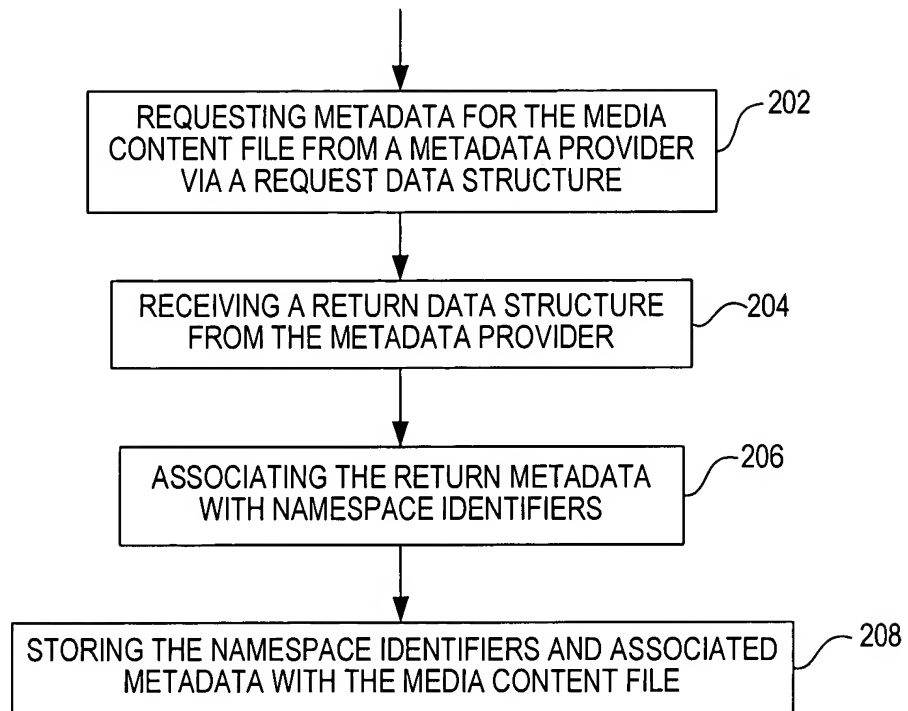 REQUESTING METADATA FOR THE MEDIA
CONTENT FILE FROM A METADATA PROVIDER
VIA A REQUEST DATA STRUCTURE
202
RECEIVING A RETURN DATA STRUCTURE
FROM THE METADATA PROVIDER
204
ASSOCIATING THE RETURN METADATA
WITH NAMESPACE IDENTIFIERS
206
STORING THE NAMESPACE IDENTIFIERS AND ASSOCIATED
METADATA WITH THE MEDIA CONTENT FILE
208